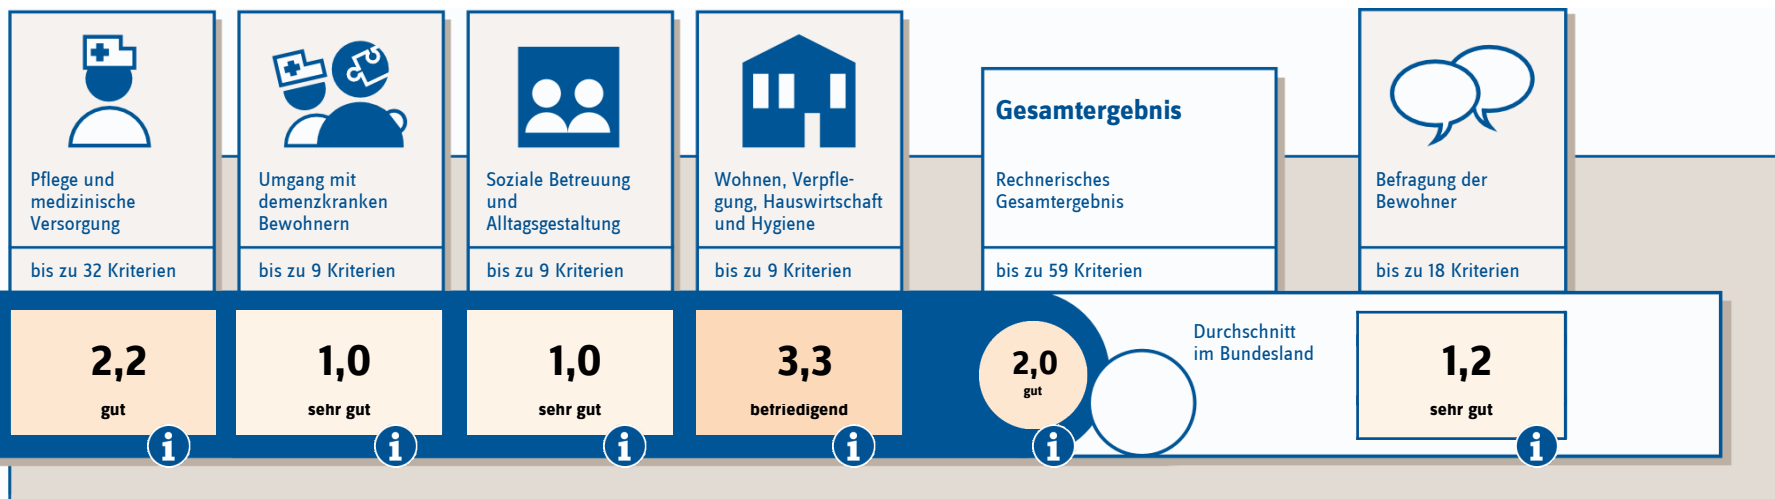 Pflege und
medizinische
Versorgung
bis zu 32 Kriterien
2,2
gut
Umgang mit
demenzkranken
Bewohnern
bis zu 9 Kriterien
1,0
sehr gut
Soziale Betreuung
und
Alltagsgestaltung
bis zu 9 Kriterien
1,0
sehr gut
Wohnen, Verpfle-
gung, Hauswirtschaft
und Hygiene
bis zu 9 Kriterien
3,3
befriedigend
Gesamtergebnis
Rechnerisches
Gesamtergebnis
bis zu 59 Kriterien
2,0
gut
Durchschnitt
im Bundesland
Befragung der
Bewohner
bis zu 18 Kriterien
1,2
sehr gut